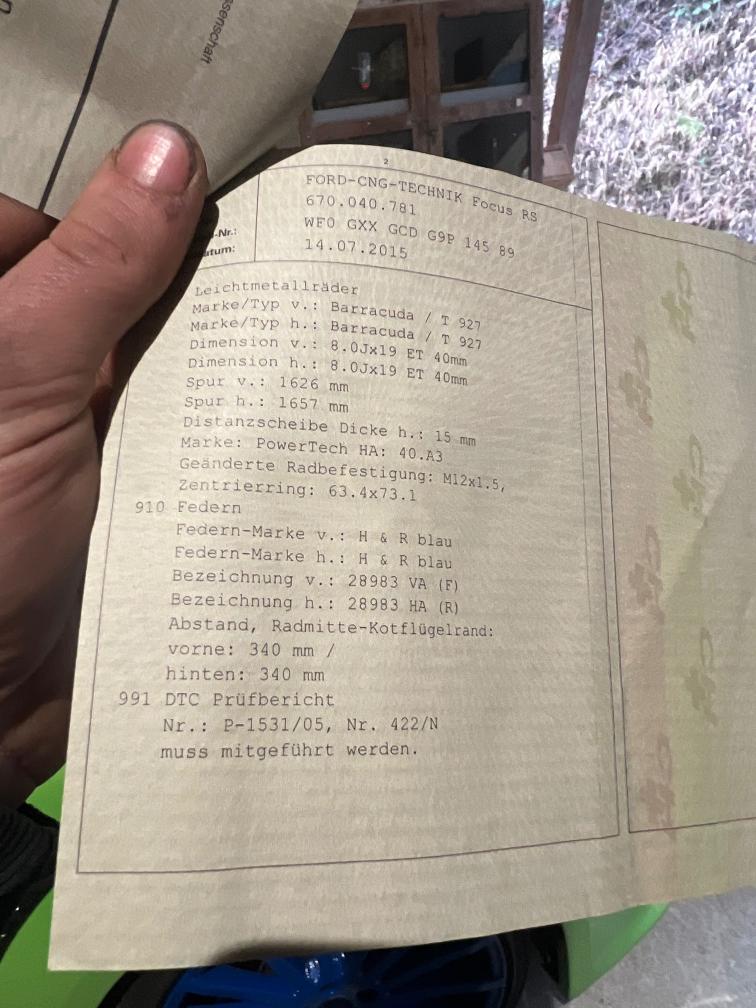 assenschaft
2
FORD-CNG-TECHNIK Focus RS
670.040.781
-Nr.: WF0 GXX GCD G9P 145 89
atum: 14.07.2015
Leichtmetallräder
Marke/Typ v.: Barracuda / T 927
Marke/Typ h.: Barracuda / T 927
Dimension v.: 8.0Jx19 ET 40mm
Dimension h.: 8.0Jx19 ET 40mm
Spur v.: 1626 mm
Spur h.: 1657 mm
Distanzscheibe Dicke h.: 15 mm
Marke: PowerTech HA: 40.A3
Geänderte Radbefestigung: M12x1.5,
Zentrierring: 63.4x73.1
910 Federn
Federn-Marke v.: H & R blau
Federn-Marke h.: H & R blau
Bezeichnung v.: 28983 VA (F)
Bezeichnung h.: 28983 HA (R)
Abstand, Radmitte-Kotflügelrand:
vorne: 340 mm /
hinten: 340 mm
991 DTC Prüfbericht
Nr.: P-1531/05, Nr. 422/N
muss mitgeführt werden.